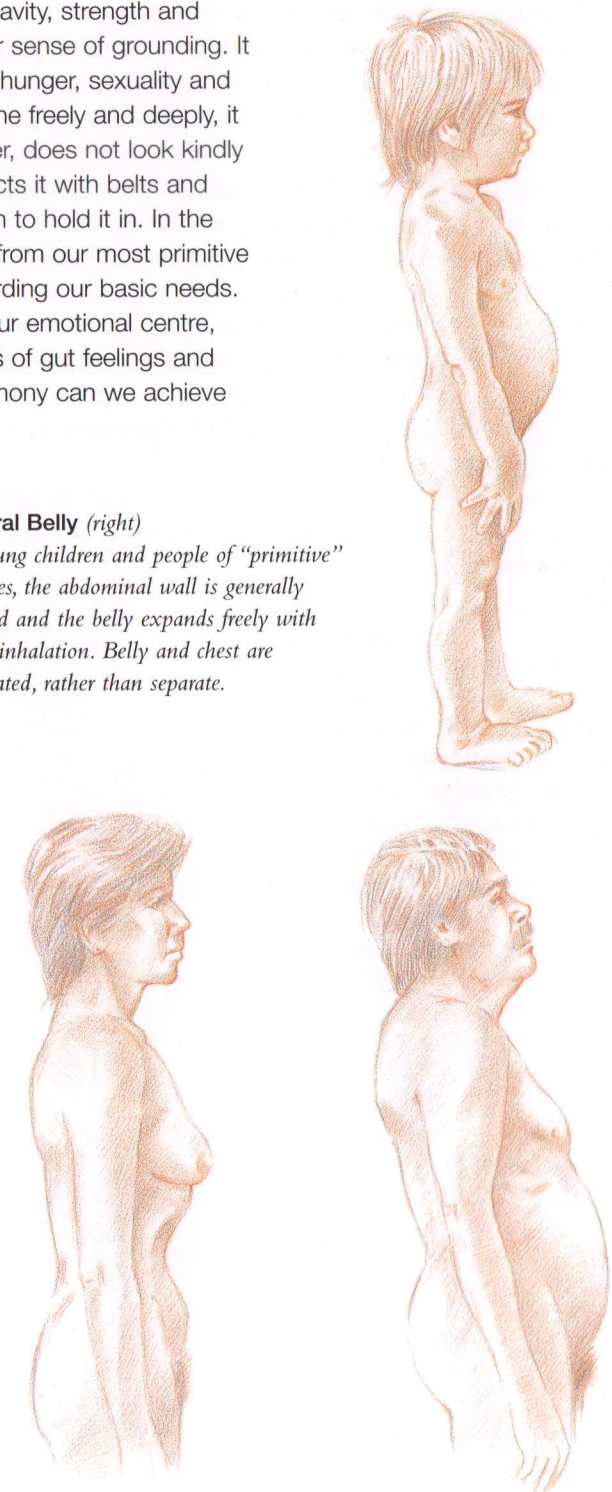 avity, strength and
r sense of grounding. It
hunger, sexuality and
ne freely and deeply, it
er, does not look kindly
cts it with belts and
n to hold it in. In the
from our most primitive
rding our basic needs.
ur emotional centre,
s of gut feelings and
mony can we achieve
ral Belly (right)
ung children and people of “primitive”
es, the abdominal wall is generally
d and the belly expands freely with
inhalation. Belly and chest are
ated, rather than separate.